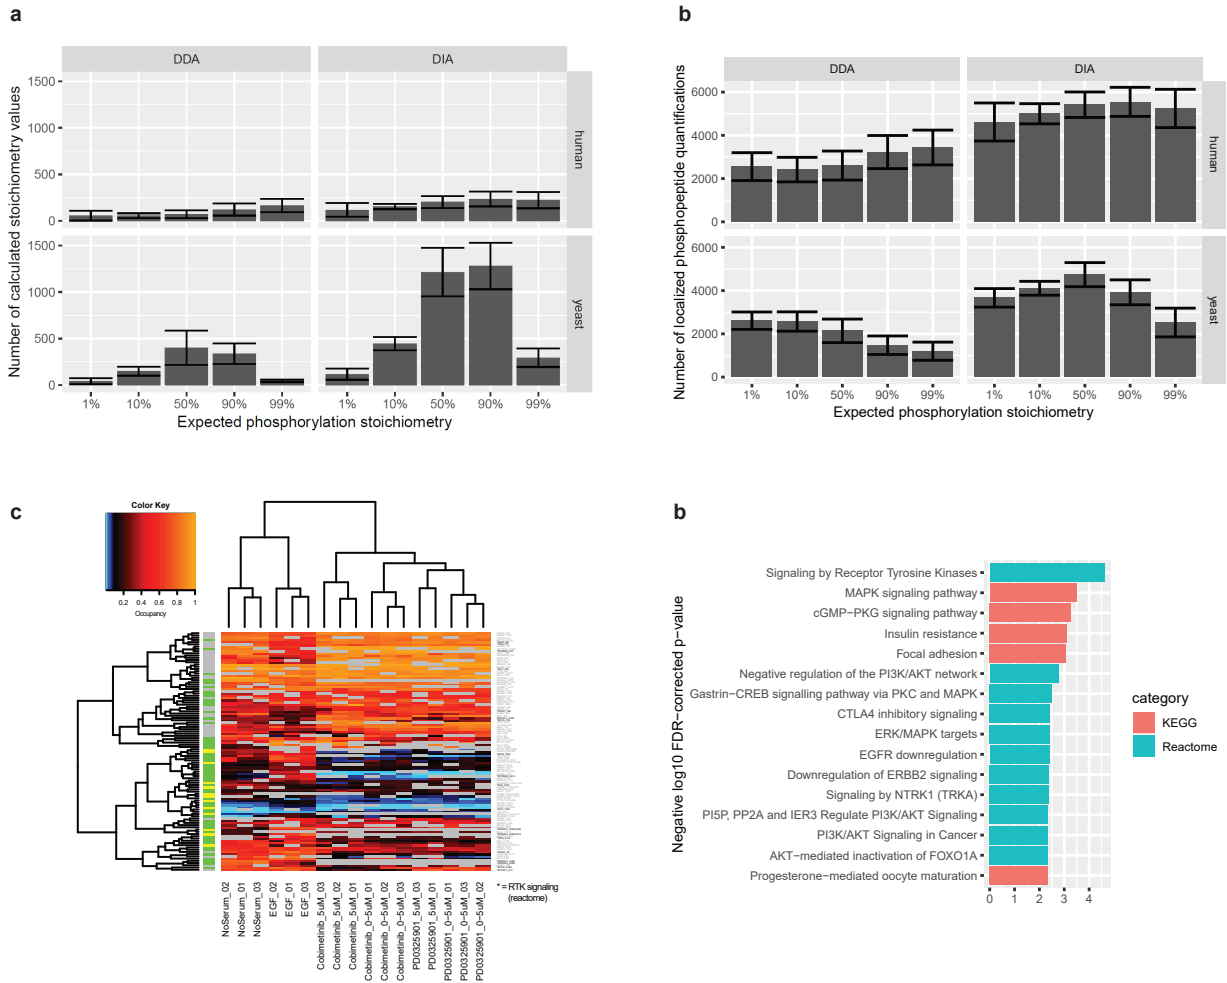 a
DDA
DIA
Number of calculated stoichiometry values
1500
1000
500
0
human
1500
1000
500
0
yeast
1%
10%
50%
90%
99%
1%
10%
50%
90%
99%
Expected phosphorylation stoichiometry
b
DDA
DIA
Number of localized phosphopeptide quantifications
6000
4000
2000
0
human
6000
4000
2000
0
yeast
1%
10%
50%
90%
99%
1%
10%
50%
90%
99%
Expected phosphorylation stoichiometry
c
Color Key
0.2 0.4 0.6 0.8 1
Occupancy
NoSerum_02
NoSerum_01
NoSerum_03
EGF_02
EGF_01
EGF_03
Cobimetinib_5uM_03
Cobimetinib_5uM_02
Cobimetinib_5uM_01
Cobimetinib_0-5uM_01
Cobimetinib_0-5uM_02
Cobimetinib_0-5uM_03
PD0325901_5uM_03
PD0325901_5uM_01
PD0325901_0-5uM_01
PD0325901_0-5uM_03
PD0325901_0-5uM_02
* = RTK signaling
(reactome)
b
Negative log10 FDR−corrected p−value
Signaling by Receptor Tyrosine Kinases
MAPK signaling pathway
cGMP−PKG signaling pathway
Insulin resistance
Focal adhesion
Negative regulation of the PI3K/AKT network
Gastrin−CREB signalling pathway via PKC and MAPK
CTLA4 inhibitory signaling
ERK/MAPK targets
EGFR downregulation
Downregulation of ERBB2 signaling
Signaling by NTRK1 (TRKA)
PI5P, PP2A and IER3 Regulate PI3K/AKT Signaling
PI3K/AKT Signaling in Cancer
AKT−mediated inactivation of FOXO1A
Progesterone−mediated oocyte maturation
0 1 2 3 4
category
KEGG
Reactome